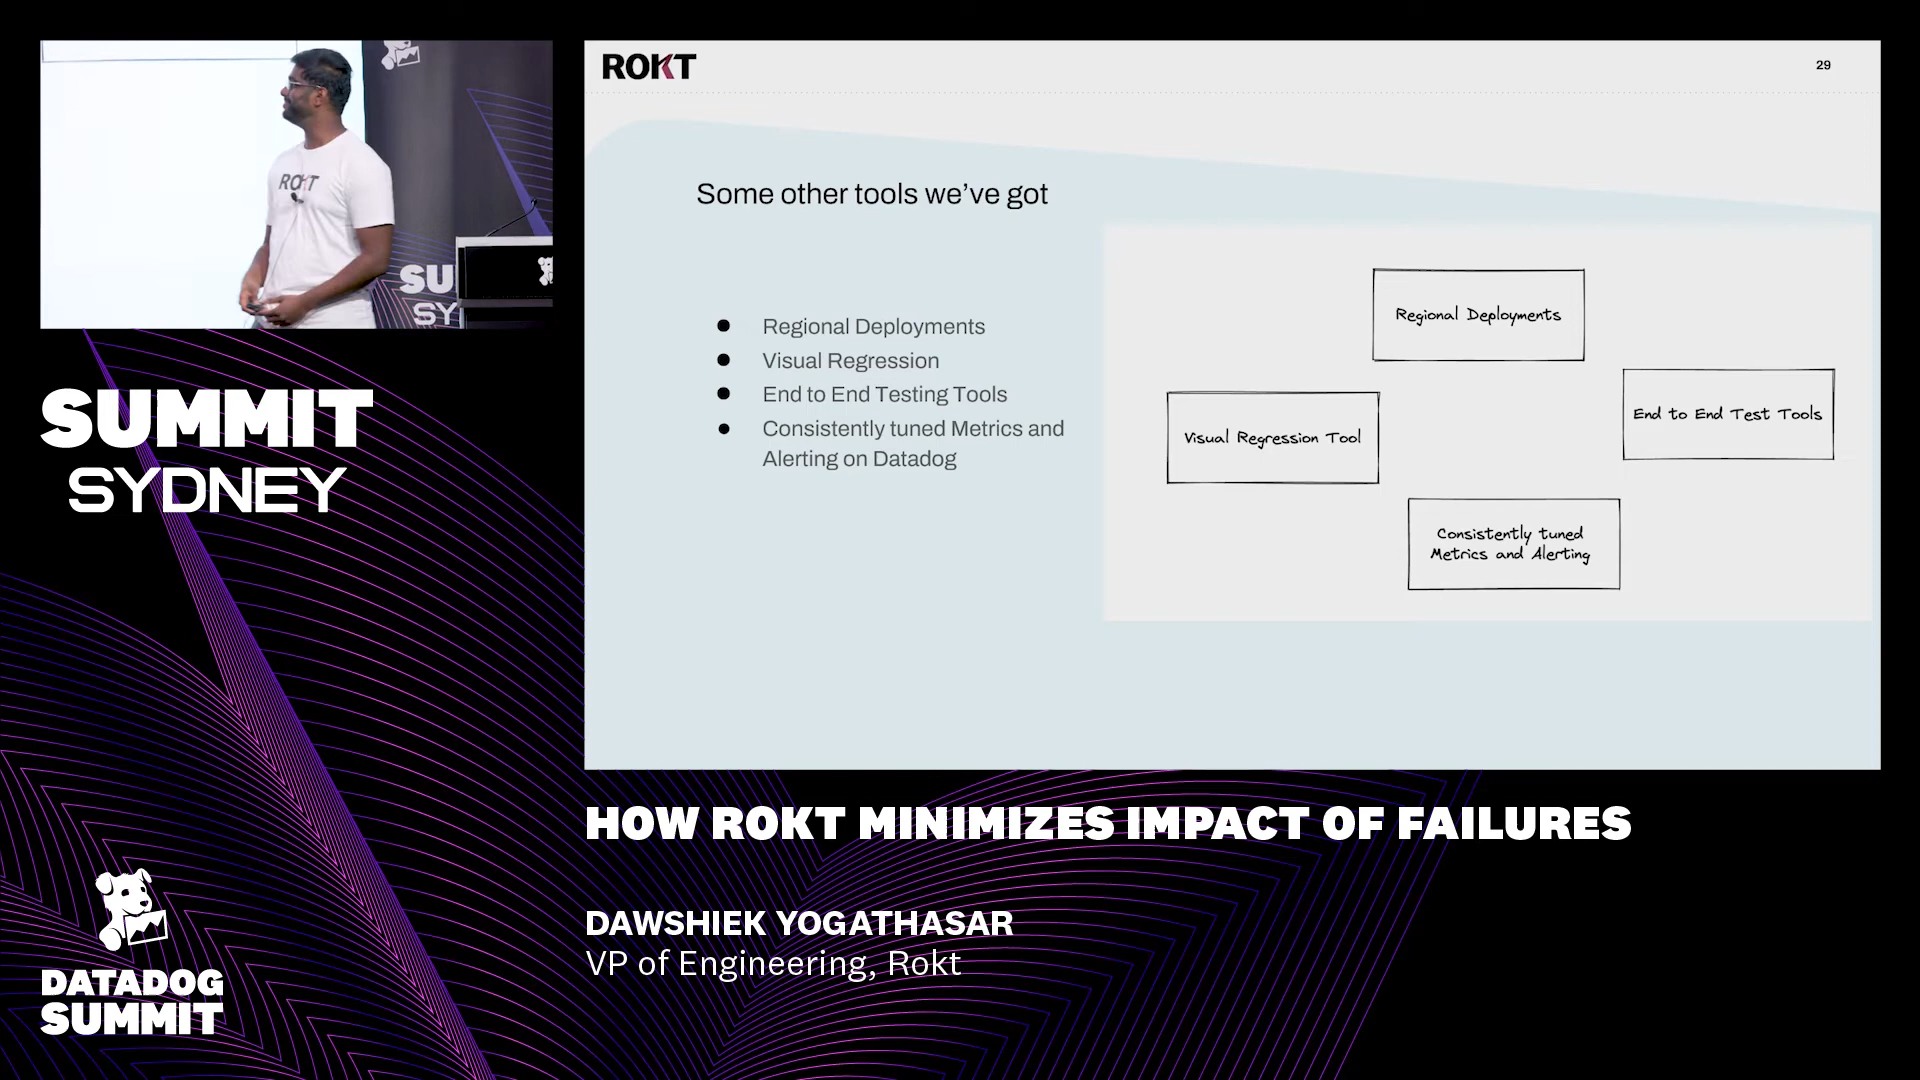 ROKT
SU
SY
SUMMIT
SYDNEY
DATADOG
SUMMIT
ROKT
29
Some other tools we've got
● Regional Deployments
● Visual Regression
● End to End Testing Tools
● Consistently tuned Metrics and
Alerting on Datadog
Regional Deployments
End to End Test Tools
Visual Regression Tool
Consistently tuned
Metrics and Alerting
HOW ROKT MINIMIZES IMPACT OF FAILURES
DAWSHIEK YOGATHASAR
VP of Engineering, Rokt